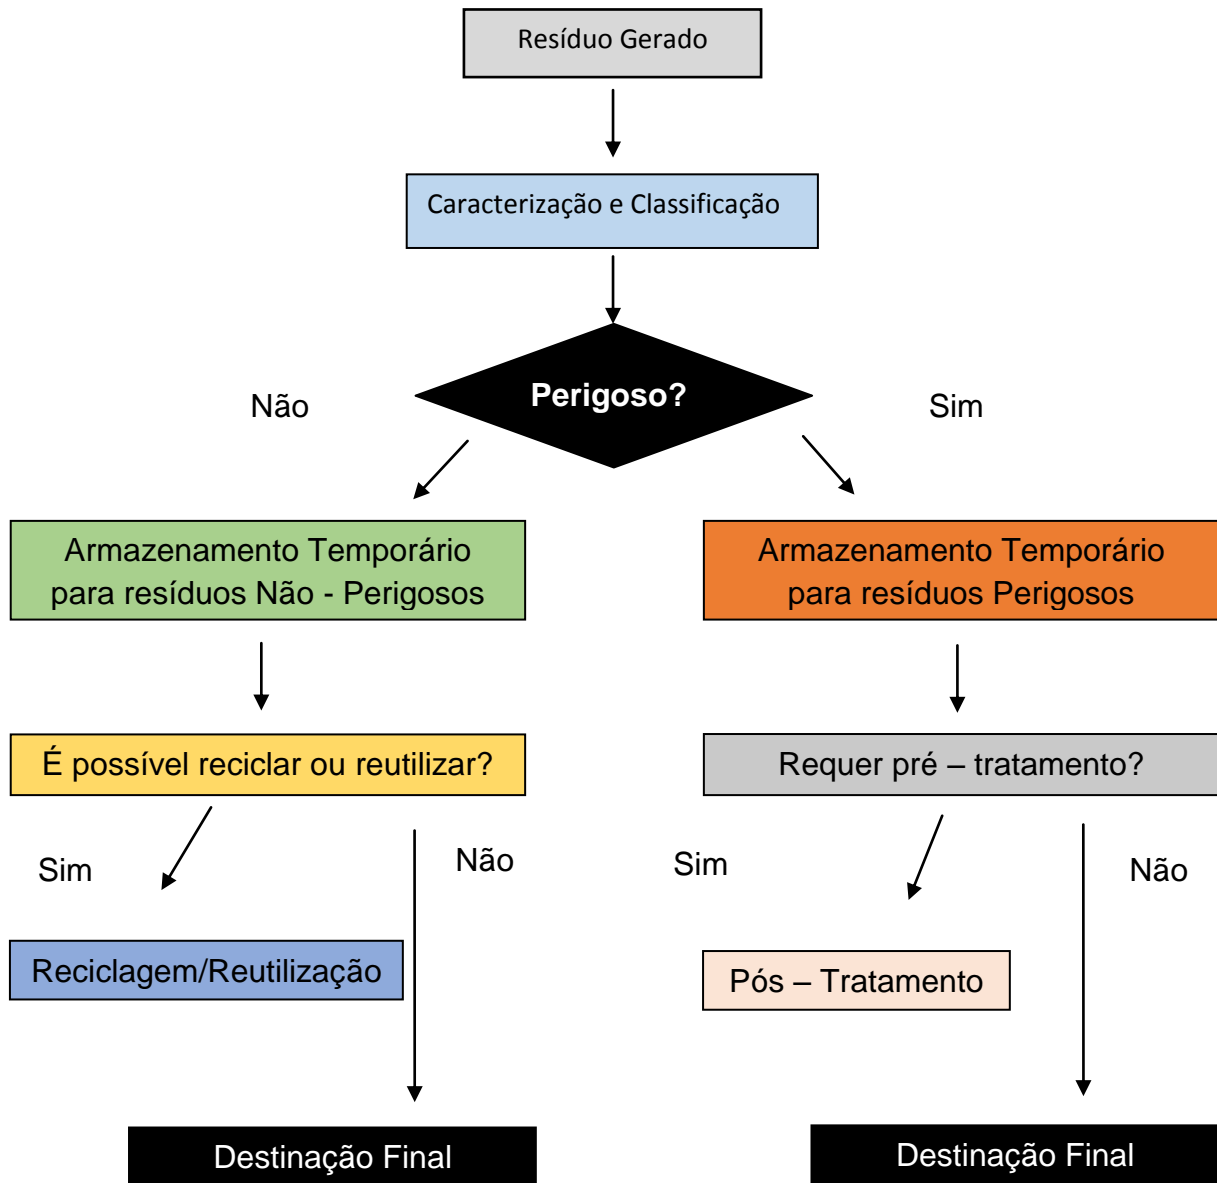 Resíduo Gerado
Caracterização e Classificação
Perigoso?
Não
Sim
Armazenamento Temporário
para resíduos Não - Perigosos
Armazenamento Temporário
para resíduos Perigosos
É possível reciclar ou reutilizar?
Requer pré – tratamento?
Sim
Não
Sim
Não
Reciclagem/Reutilização
Pós – Tratamento
Destinação Final
Destinação Final